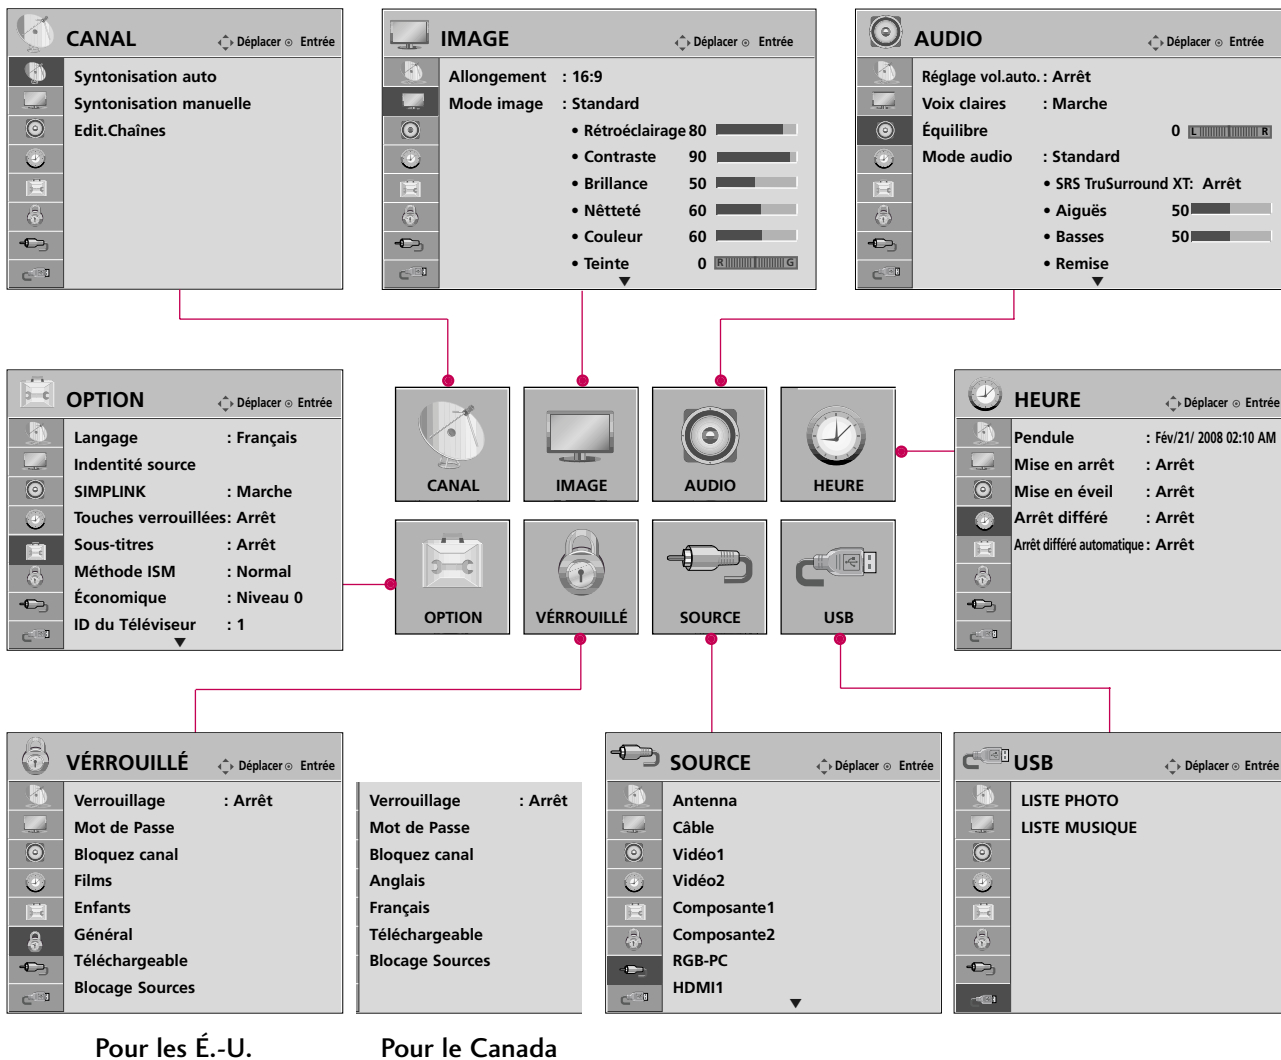 CANAL
Déplacer Entrée
Syntonisation auto
Syntonisation manuelle
Edit.Chaînes
IMAGE
Déplacer Entrée
Allongement : 16:9
Mode image : Standard
• Rétroéclairage 80
• Contraste 90
• Brillance 50
• Nêtteté 60
• Couleur 60
• Teinte 0 R G
AUDIO
Déplacer Entrée
Réglage vol.auto. : Arrêt
Voix claires : Marche
Équilibre 0 L R
Mode audio : Standard
• SRS TruSurround XT: Arrêt
• Aiguës 50
• Basses 50
• Remise
OPTION
Déplacer Entrée
Langage : Français
Indentité source
SIMPLINK : Marche
Touches verrouillées: Arrêt
Sous-titres : Arrêt
Méthode ISM : Normal
Économique : Niveau 0
ID du Téléviseur : 1
CANAL
IMAGE
AUDIO
HEURE
OPTION
VÉRROUILLÉ
SOURCE
USB
HEURE
Déplacer Entrée
Pendule : Fév/21/ 2008 02:10 AM
Mise en arrêt : Arrêt
Mise en éveil : Arrêt
Arrêt différé : Arrêt
Arrêt différé automatique : Arrêt
VÉRROUILLÉ
Déplacer Entrée
Verrouillage : Arrêt
Mot de Passe
Bloquez canal
Films
Enfants
Général
Téléchargeable
Blocage Sources
Verrouillage : Arrêt
Mot de Passe
Bloquez canal
Anglais
Français
Téléchargeable
Blocage Sources
SOURCE
Déplacer Entrée
Antenna
Câble
Vidéo1
Vidéo2
Composante1
Composante2
RGB-PC
HDMI1
USB
Déplacer Entrée
LISTE PHOTO
LISTE MUSIQUE
Pour les É.-U.
Pour le Canada